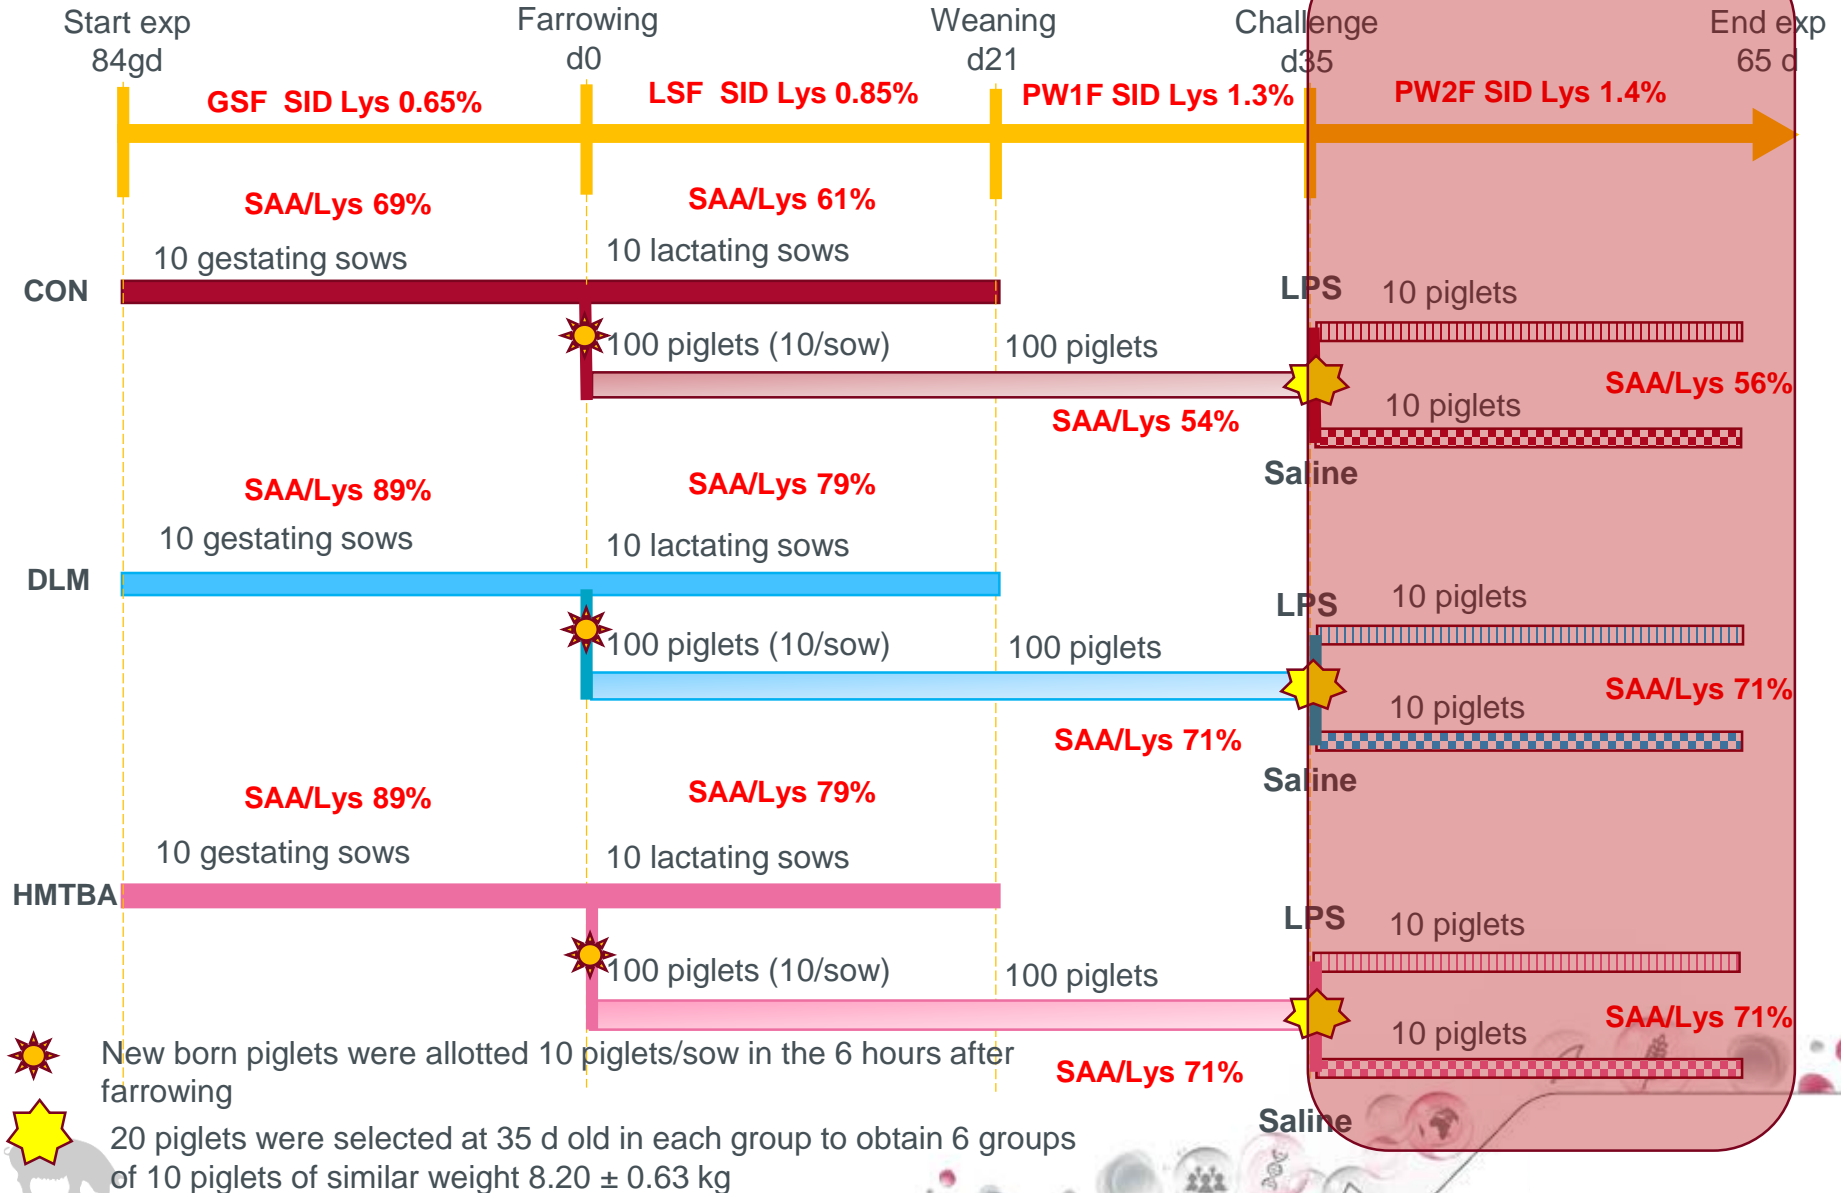 Start exp
84gd
Farrowing
d0
Weaning
d21
Challenge
d35
End exp
65 d
GSF SID Lys 0.65%
LSF SID Lys 0.85%
PW1F SID Lys 1.3%
PW2F SID Lys 1.4%
SAA/Lys 69%
SAA/Lys 61%
10 gestating sows
10 lactating sows
CON
LPS
10 piglets
100 piglets (10/sow)
100 piglets
SAA/Lys 56%
10 piglets
SAA/Lys 54%
Saline
SAA/Lys 89%
SAA/Lys 79%
10 gestating sows
10 lactating sows
DLM
LPS
10 piglets
100 piglets (10/sow)
100 piglets
SAA/Lys 71%
10 piglets
SAA/Lys 71%
Saline
SAA/Lys 89%
SAA/Lys 79%
10 gestating sows
10 lactating sows
HMTBA
LPS
10 piglets
100 piglets (10/sow)
100 piglets
SAA/Lys 71%
10 piglets
SAA/Lys 71%
Saline
New born piglets were allotted 10 piglets/sow in the 6 hours after
farrowing
20 piglets were selected at 35 d old in each group to obtain 6 groups
of 10 piglets of similar weight 8.20 ± 0.63 kg